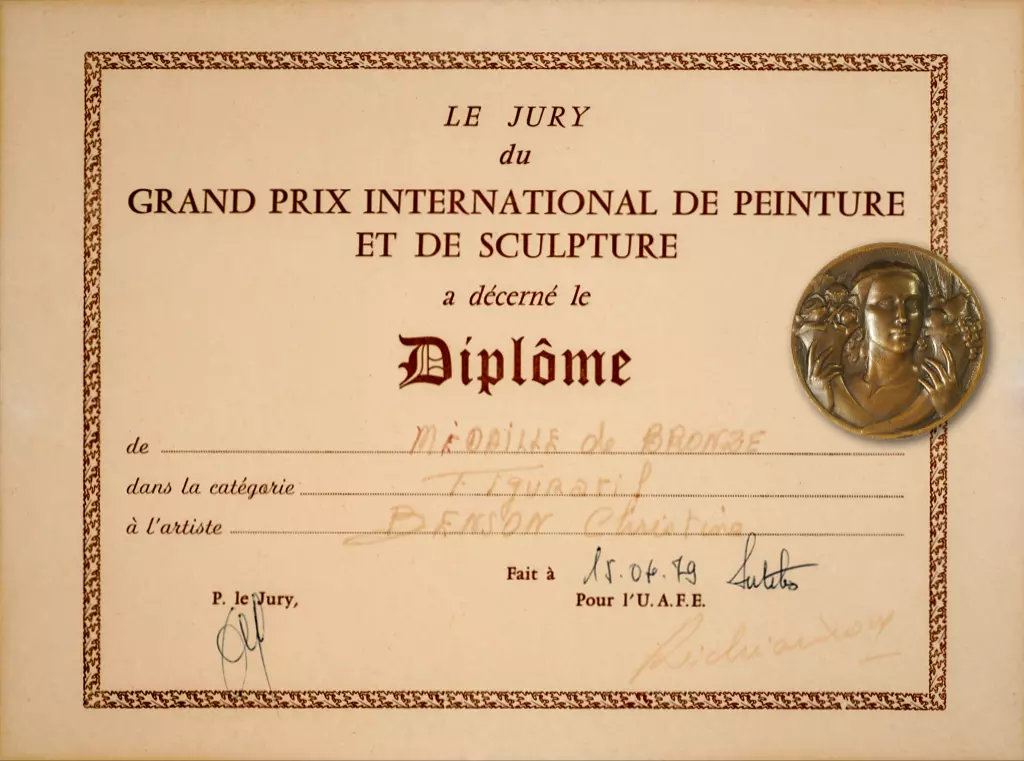 LE JURY
du
GRAND PRIX INTERNATIONAL DE PEINTURE
ET DE SCULPTURE
a décerné le
Diplôme
de MÉDAILLE de BRONZE
dans la catégorie Figuratif
à l'artiste BENSON Christina
Fait à 15.06.79
P. le Jury,
Pour l'U.A.F.E.